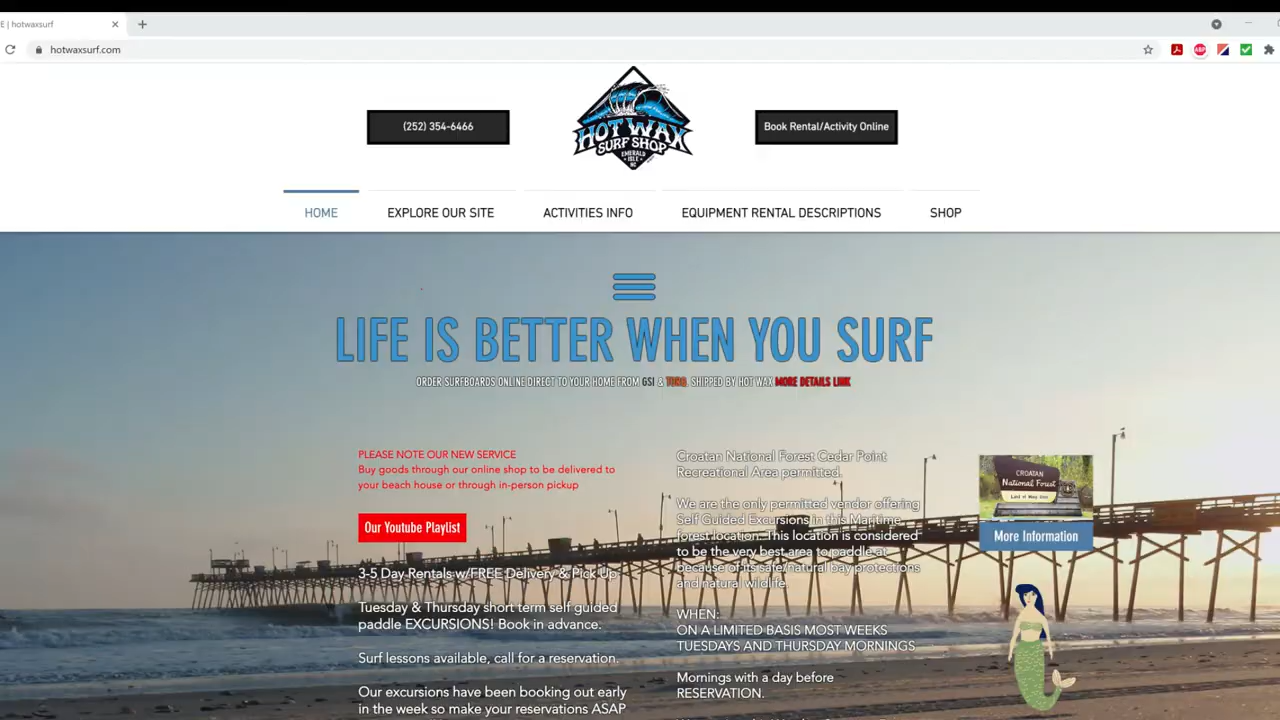 E | hotwaxsurf
hotwaxsurf.com
(252) 354-6466
HOT WAX
SURF SHOP
EMERALD
ISLE
NC
Book Rental/Activity Online
HOME
EXPLORE OUR SITE
ACTIVITIES INFO
EQUIPMENT RENTAL DESCRIPTIONS
SHOP
LIFE IS BETTER WHEN YOU SURF
ORDER SURFBOARDS ONLINE DIRECT TO YOUR HOME FROM GSI & TORQ. SHIPPED BY HOT WAX MORE DETAILS LINK
PLEASE NOTE OUR NEW SERVICE
Buy goods through our online shop to be delivered to
your beach house or through in-person pickup
Our Youtube Playlist
3-5 Day Rentals w/FREE Delivery & Pick Up
Tuesday & Thursday short term self guided
paddle EXCURSIONS! Book in advance.
Surf lessons available, call for a reservation.
Our excursions have been booking out early
in the week so make your reservations ASAP
Croatan National Forest Cedar Point
Recreational Area permitted.
We are the only permitted vendor offering
Self Guided Excursions in this Maritime
forest location. This location is considered
to be the very best area to paddle at
because of its safe/natural bay protections
and natural wildlife.
WHEN:
ON A LIMITED BASIS MOST WEEKS
TUESDAYS AND THURSDAY MORNINGS
Mornings with a day before
RESERVATION.
CROATAN
National Forest
More Information